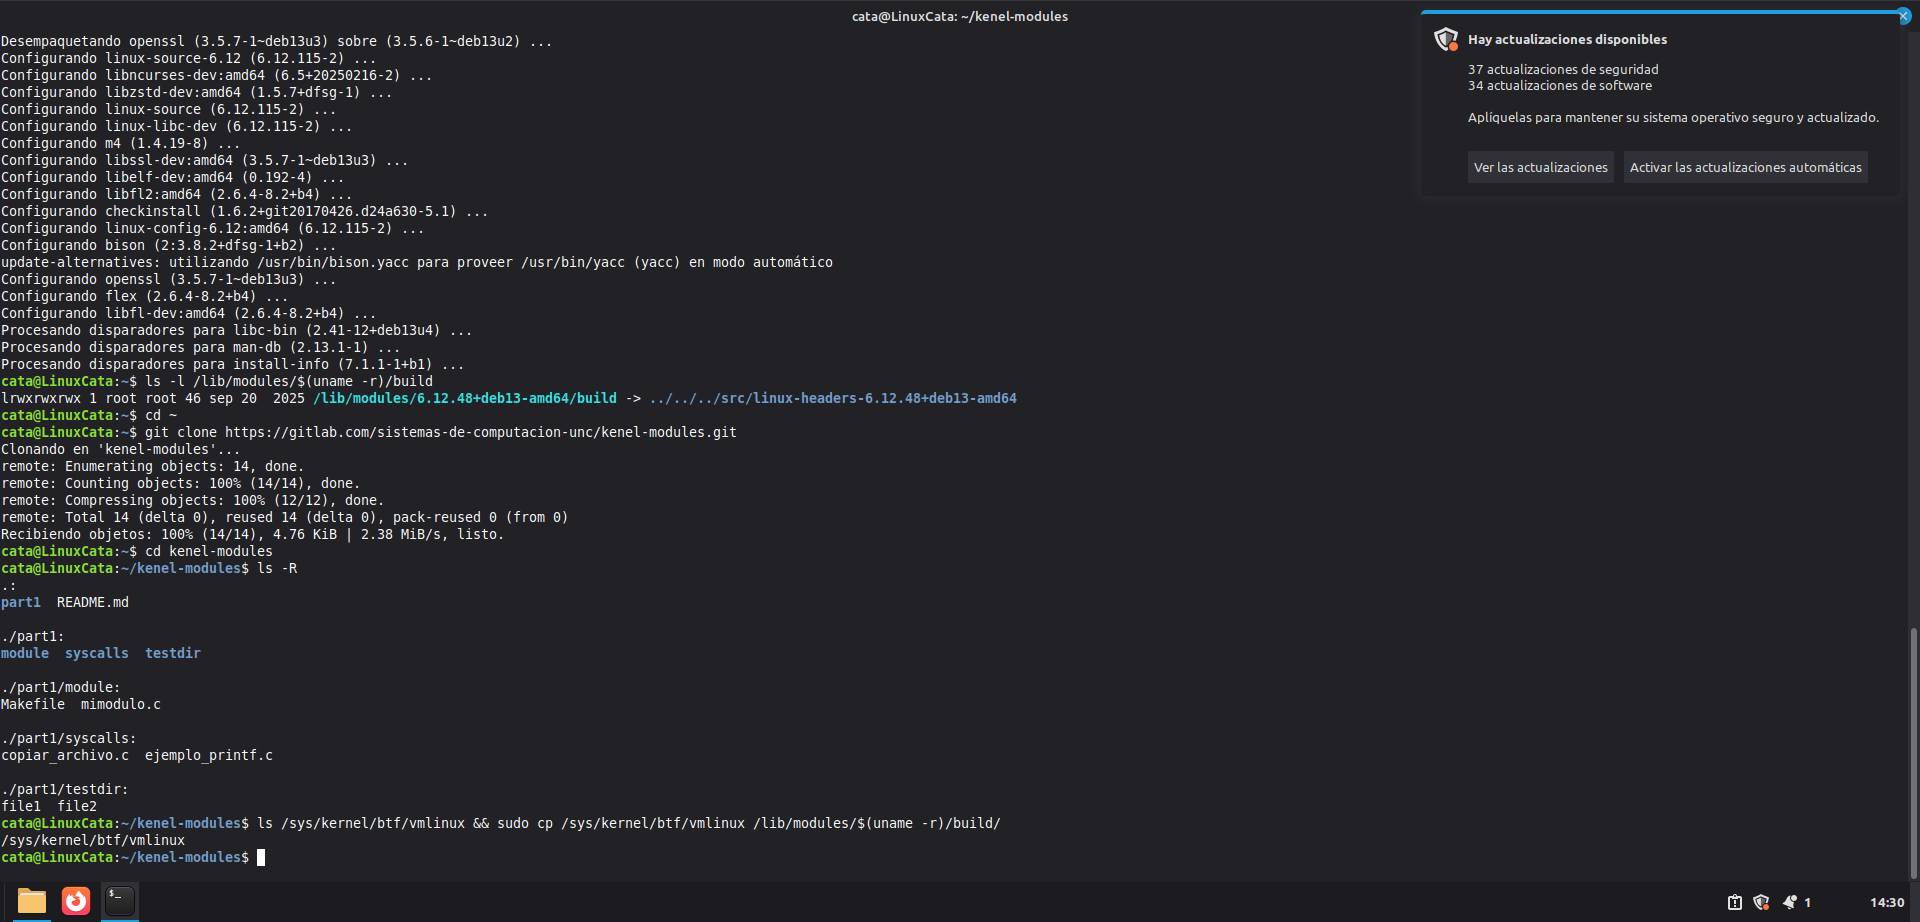 cata@LinuxCata: ~/kenel-modules
Desempaquetando openssl (3.5.7-1~deb13u3) sobre (3.5.6-1~deb13u2) ...
Configurando linux-source-6.12 (6.12.115-2) ...
Configurando libncurses-dev:amd64 (6.5+20250216-2) ...
Configurando libzstd-dev:amd64 (1.5.7+dfsg-1) ...
Configurando linux-source (6.12.115-2) ...
Configurando linux-libc-dev (6.12.115-2) ...
Configurando m4 (1.4.19-8) ...
Configurando libssl-dev:amd64 (3.5.7-1~deb13u3) ...
Configurando libelf-dev:amd64 (0.192-4) ...
Configurando libfl2:amd64 (2.6.4-8.2+b4) ...
Configurando checkinstall (1.6.2+git20170426.d24a630-5.1) ...
Configurando linux-config-6.12:amd64 (6.12.115-2) ...
Configurando bison (2:3.8.2+dfsg-1+b2) ...
update-alternatives: utilizando /usr/bin/bison.yacc para proveer /usr/bin/yacc (yacc) en modo automático
Configurando openssl (3.5.7-1~deb13u3) ...
Configurando flex (2.6.4-8.2+b4) ...
Configurando libfl-dev:amd64 (2.6.4-8.2+b4) ...
Procesando disparadores para libc-bin (2.41-12+deb13u4) ...
Procesando disparadores para man-db (2.13.1-1) ...
Procesando disparadores para install-info (7.1.1-1+b1) ...
cata@LinuxCata:~$ ls -l /lib/modules/$(uname -r)/build
lrwxrwxrwx 1 root root 46 sep 20  2025 /lib/modules/6.12.48+deb13-amd64/build -> ../../../src/linux-headers-6.12.48+deb13-amd64
cata@LinuxCata:~$ cd ~
cata@LinuxCata:~$ git clone https://gitlab.com/sistemas-de-computacion-unc/kenel-modules.git
Clonando en 'kenel-modules'...
remote: Enumerating objects: 14, done.
remote: Counting objects: 100% (14/14), done.
remote: Compressing objects: 100% (12/12), done.
remote: Total 14 (delta 0), reused 14 (delta 0), pack-reused 0 (from 0)
Recibiendo objetos: 100% (14/14), 4.76 KiB | 2.38 MiB/s, listo.
cata@LinuxCata:~$ cd kenel-modules
cata@LinuxCata:~/kenel-modules$ ls -R
.:
part1  README.md
./part1:
module  syscalls  testdir
./part1/module:
Makefile  mimodulo.c
./part1/syscalls:
copiar_archivo.c  ejemplo_printf.c
./part1/testdir:
file1  file2
cata@LinuxCata:~/kenel-modules$ ls /sys/kernel/btf/vmlinux && sudo cp /sys/kernel/btf/vmlinux /lib/modules/$(uname -r)/build/
/sys/kernel/btf/vmlinux
cata@LinuxCata:~/kenel-modules$
Hay actualizaciones disponibles
37 actualizaciones de seguridad
34 actualizaciones de software
Aplíquelas para mantener su sistema operativo seguro y actualizado.
Ver las actualizaciones
Activar las actualizaciones automáticas
$_
1
14:30